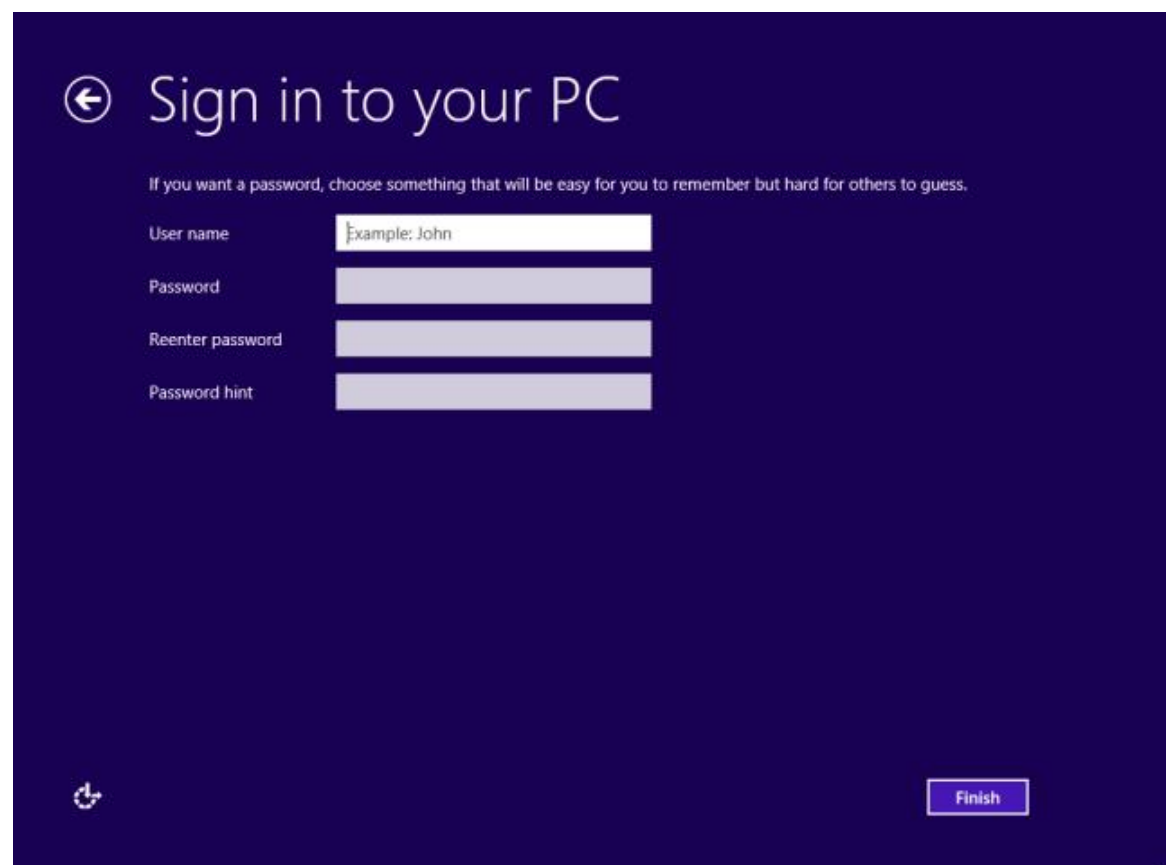 Sign in to your PC
If you want a password, choose something that will be easy for you to remember but hard for others to guess.
User name
Example: John
Password
Reenter password
Password hint
Finish